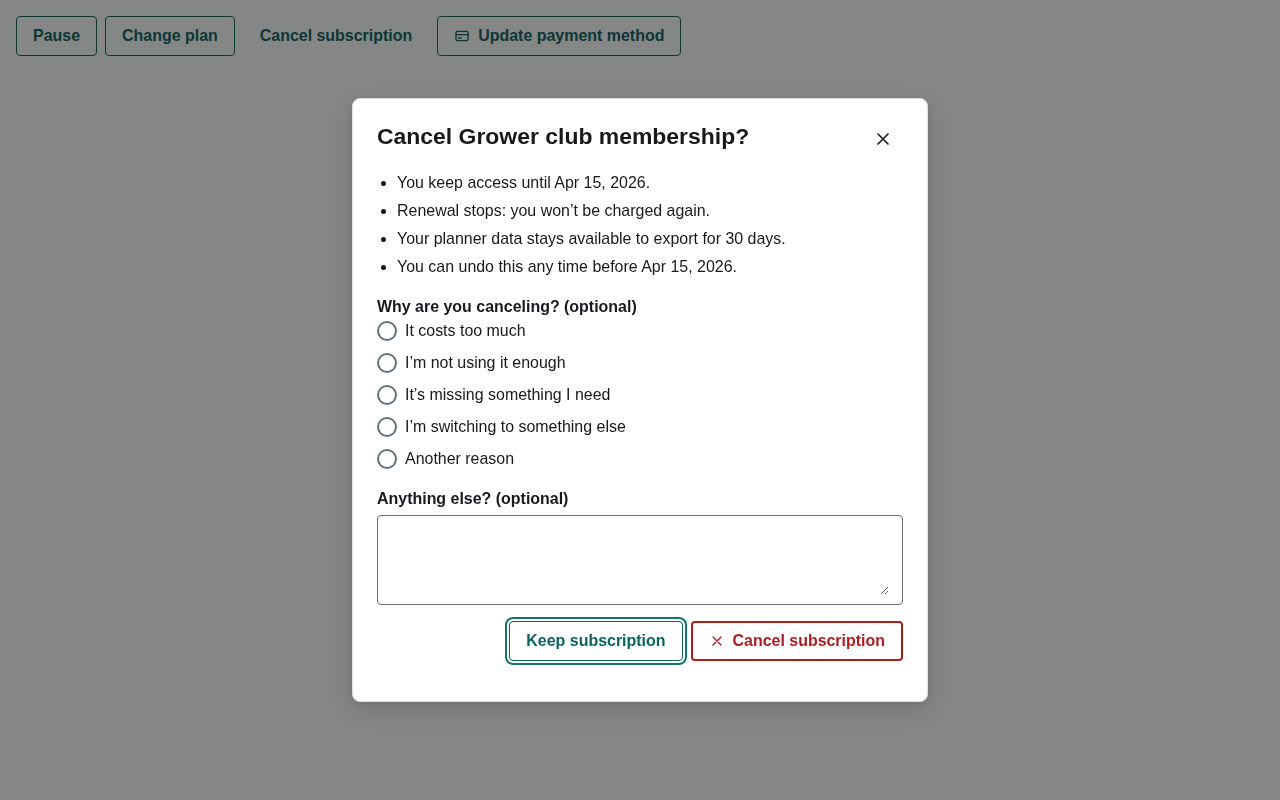 Pause
Change plan
Cancel subscription
Update payment method
Cancel Grower club membership?
You keep access until Apr 15, 2026.
Renewal stops: you won’t be charged again.
Your planner data stays available to export for 30 days.
You can undo this any time before Apr 15, 2026.
Why are you canceling? (optional)
It costs too much
I’m not using it enough
It’s missing something I need
I’m switching to something else
Another reason
Anything else? (optional)
Keep subscription
Cancel subscription